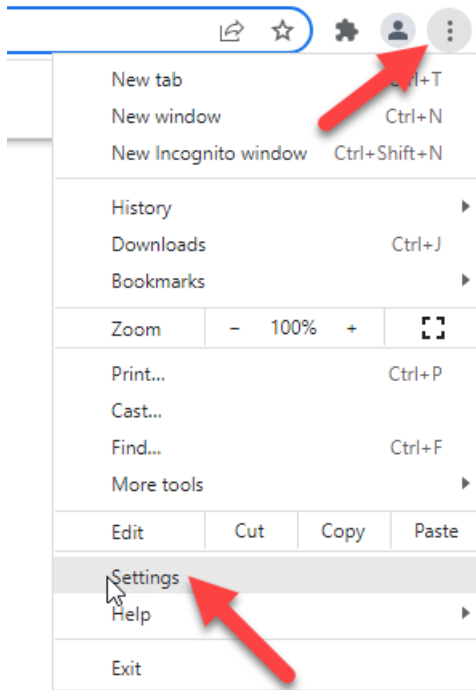 New tab Ctrl+T
New window Ctrl+N
New Incognito window Ctrl+Shift+N
History
Downloads Ctrl+J
Bookmarks
Zoom - 100% +
Print... Ctrl+P
Cast...
Find... Ctrl+F
More tools
Edit Cut Copy Paste
Settings
Help
Exit